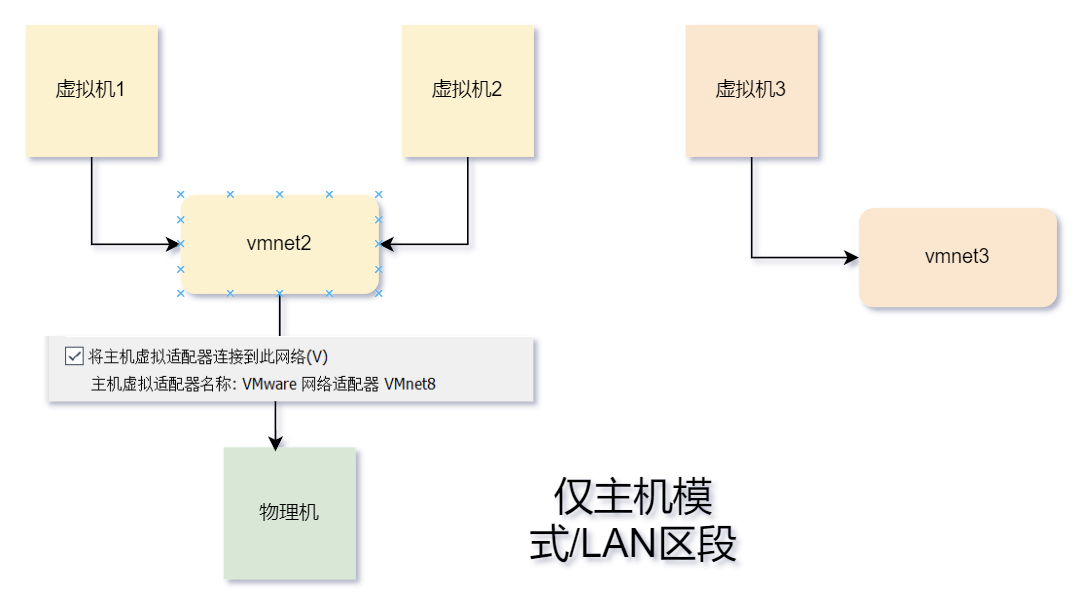 虚拟机1
虚拟机2
虚拟机3
vmnet2
vmnet3
将主机虚拟适配器连接到此网络(V)
主机虚拟适配器名称: VMware 网络适配器 VMnet8
物理机
仅主机模
式/LAN区段